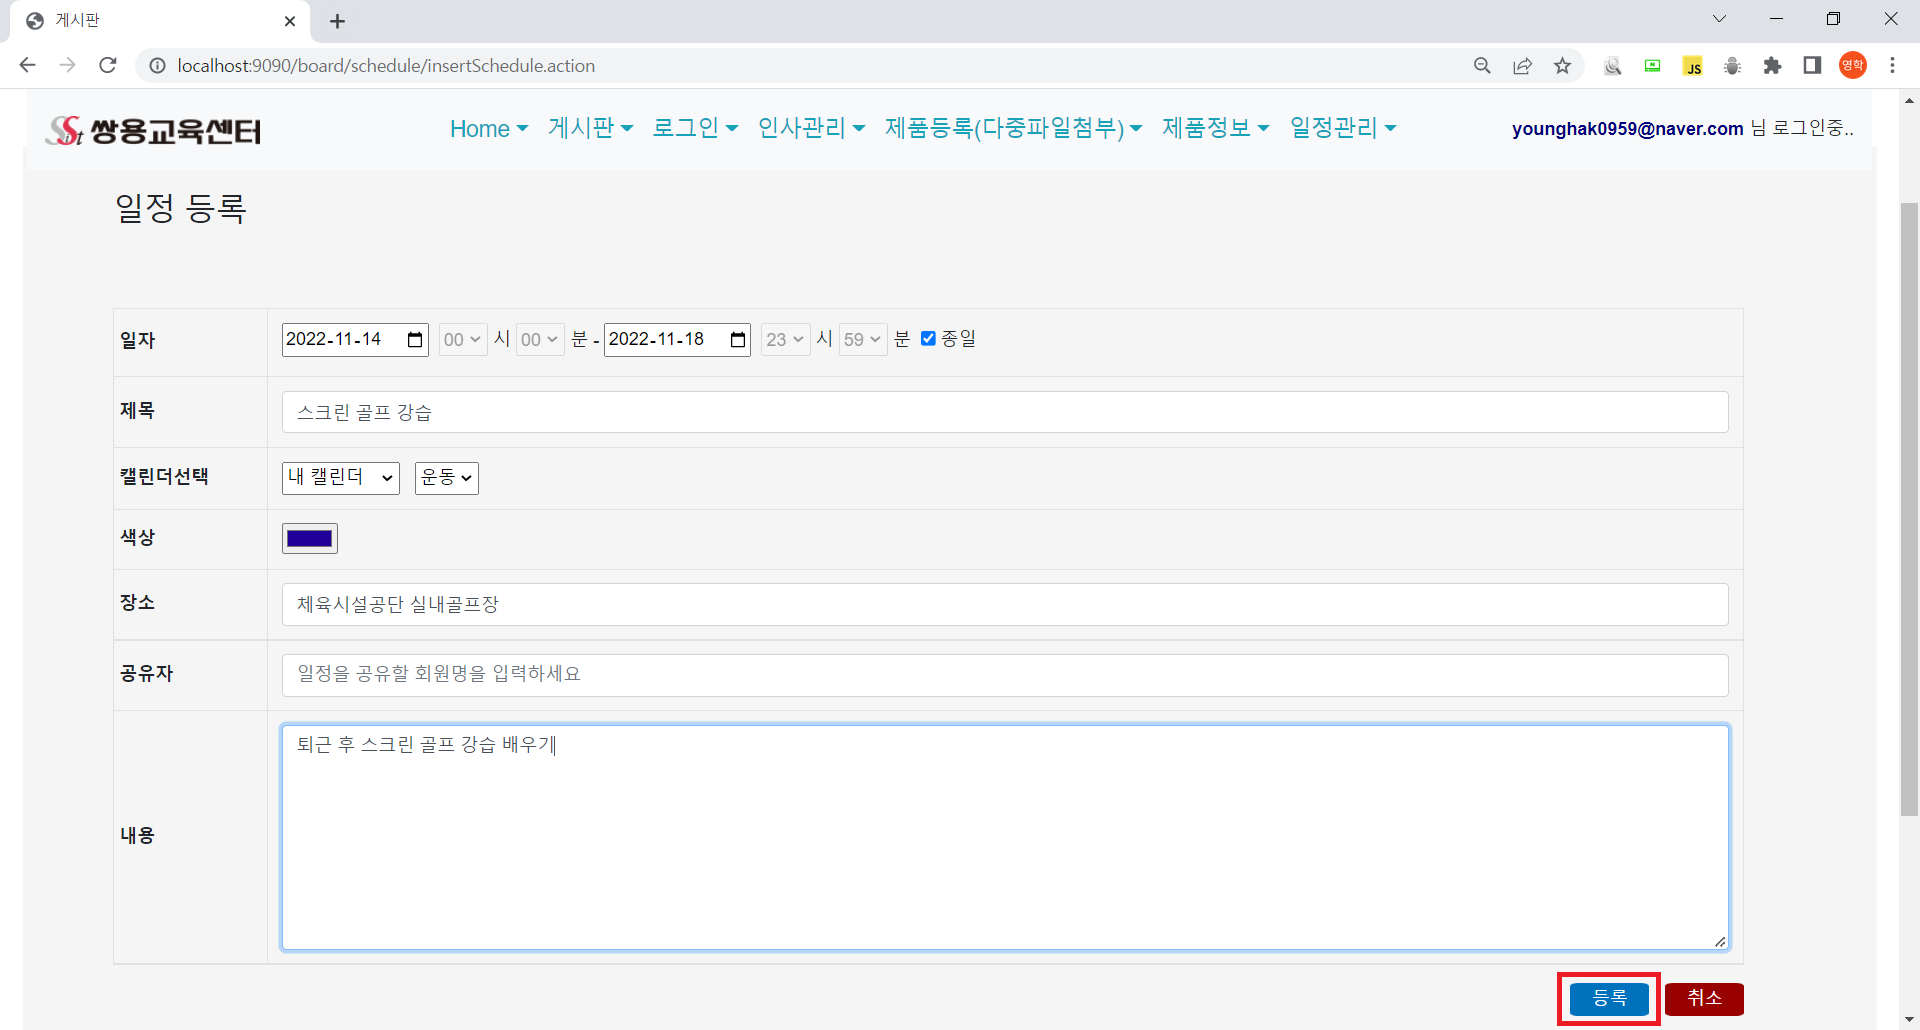 게시판
localhost:9090/board/schedule/insertSchedule.action
JS 영학
Sist 쌍용교육센터 Home 게시판 로그인 인사관리 제품등록(다중파일첨부) 제품정보 일정관리 younghak0959@naver.com 님 로그인중..
일정 등록
일자 2022-11-14 00 시 00 분 - 2022-11-18 23 시 59 분 종일
제목 스크린 골프 강습
캘린더선택 내 캘린더 운동
색상
장소 체육시설공단 실내골프장
공유자 일정을 공유할 회원명을 입력하세요
내용 퇴근 후 스크린 골프 강습 배우기
등록 취소